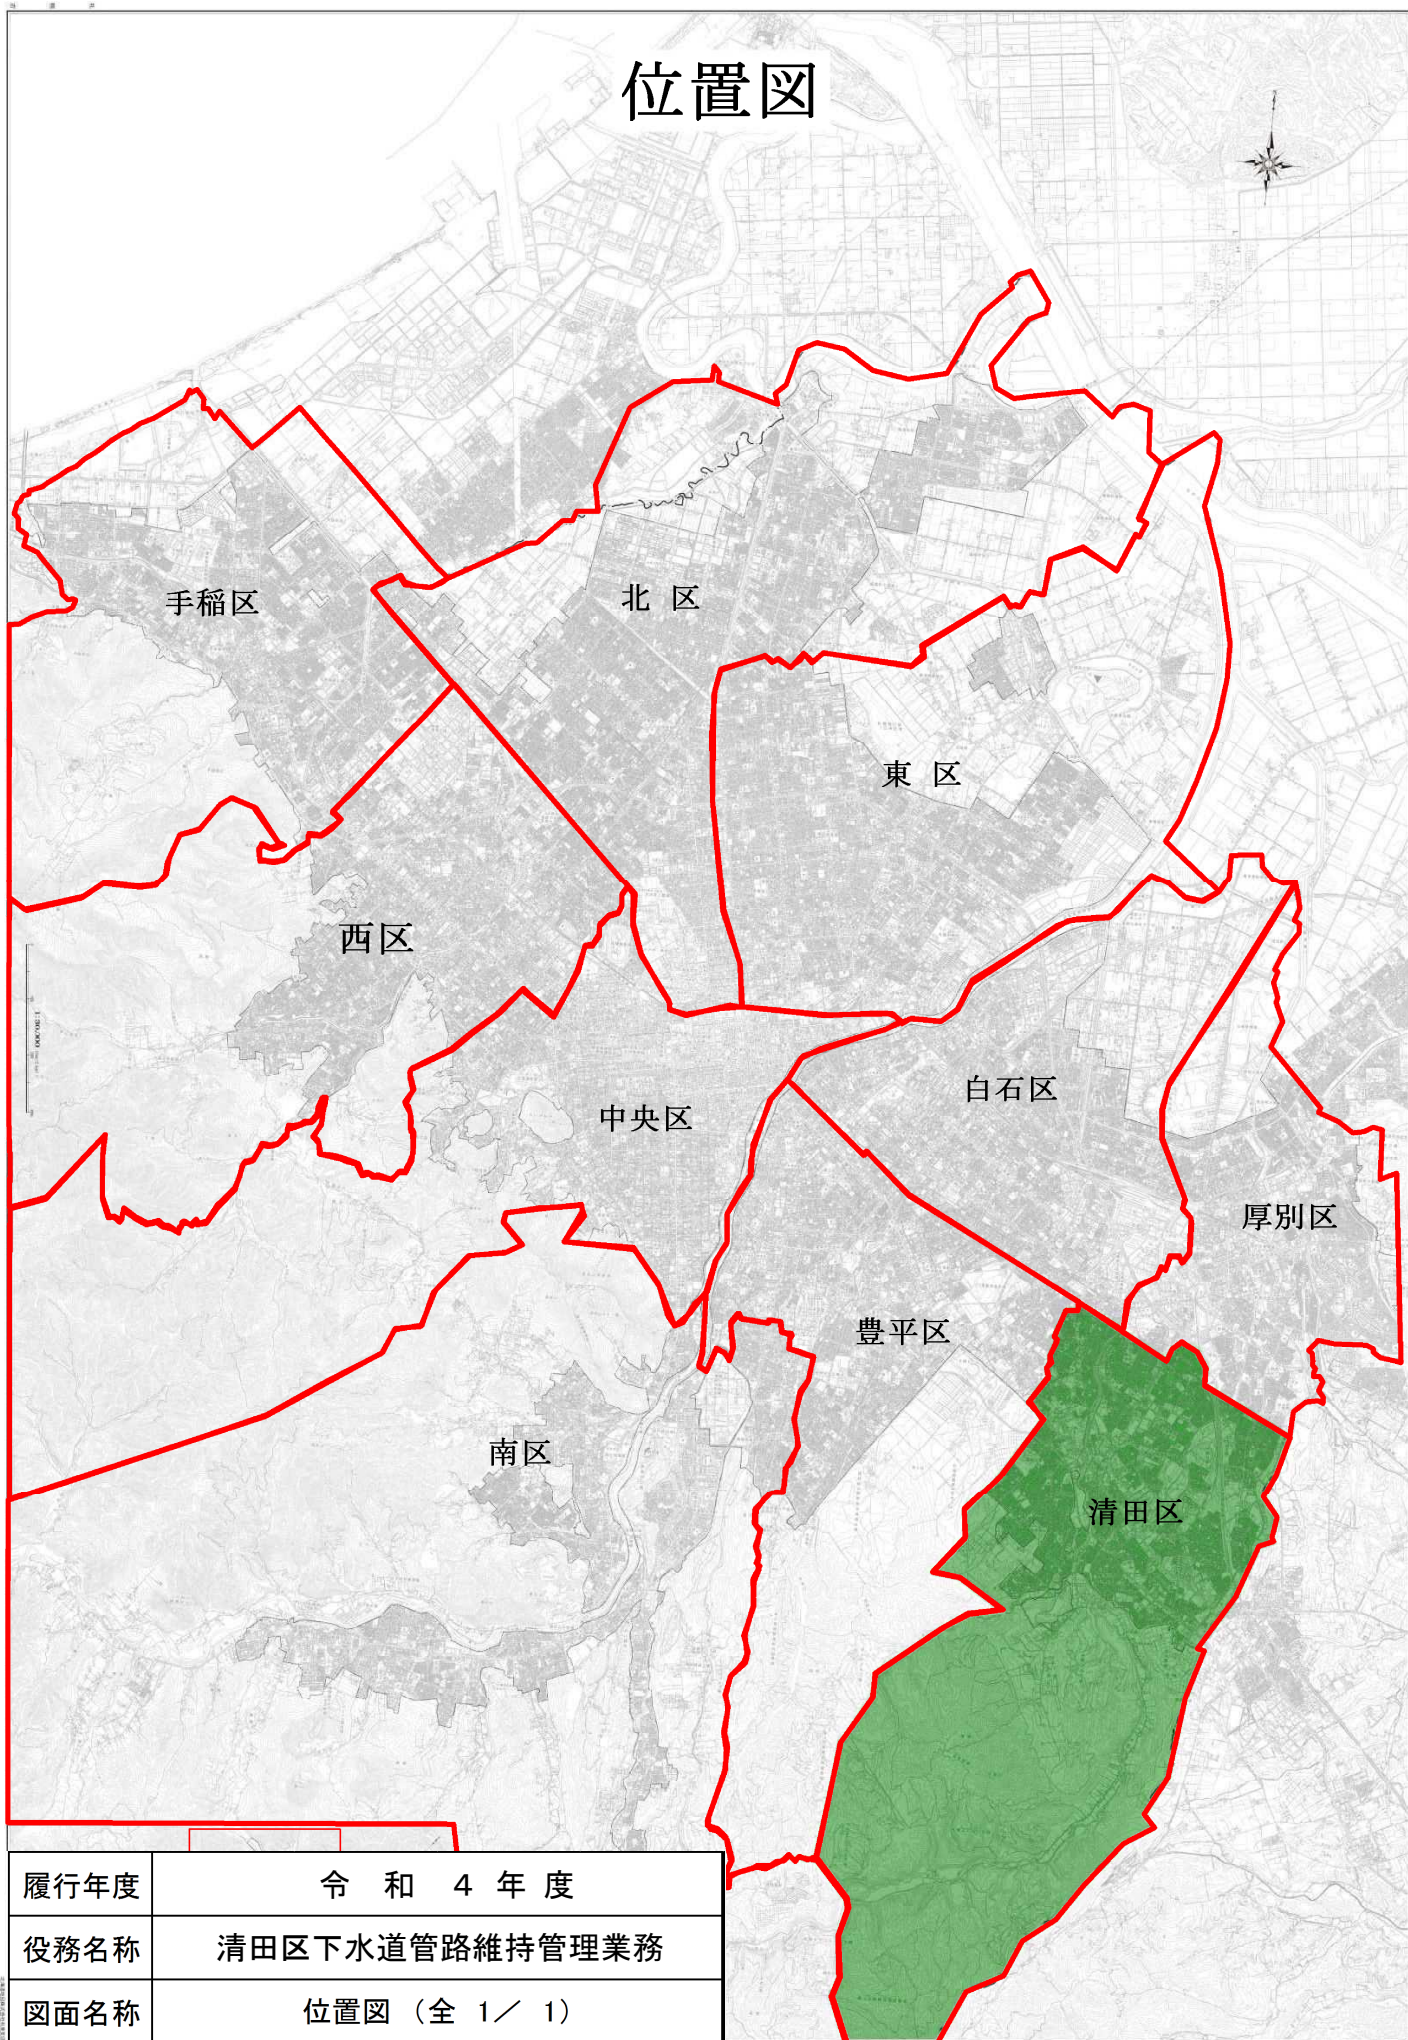 位置図
手稲区
北 区
東 区
西区
1:30,000
中央区
白石区
厚別区
豊平区
南区
清田区
履行年度 令 和 4 年 度
役務名称 清田区下水道管路維持管理業務
図面名称 位置図（全 1／ 1）